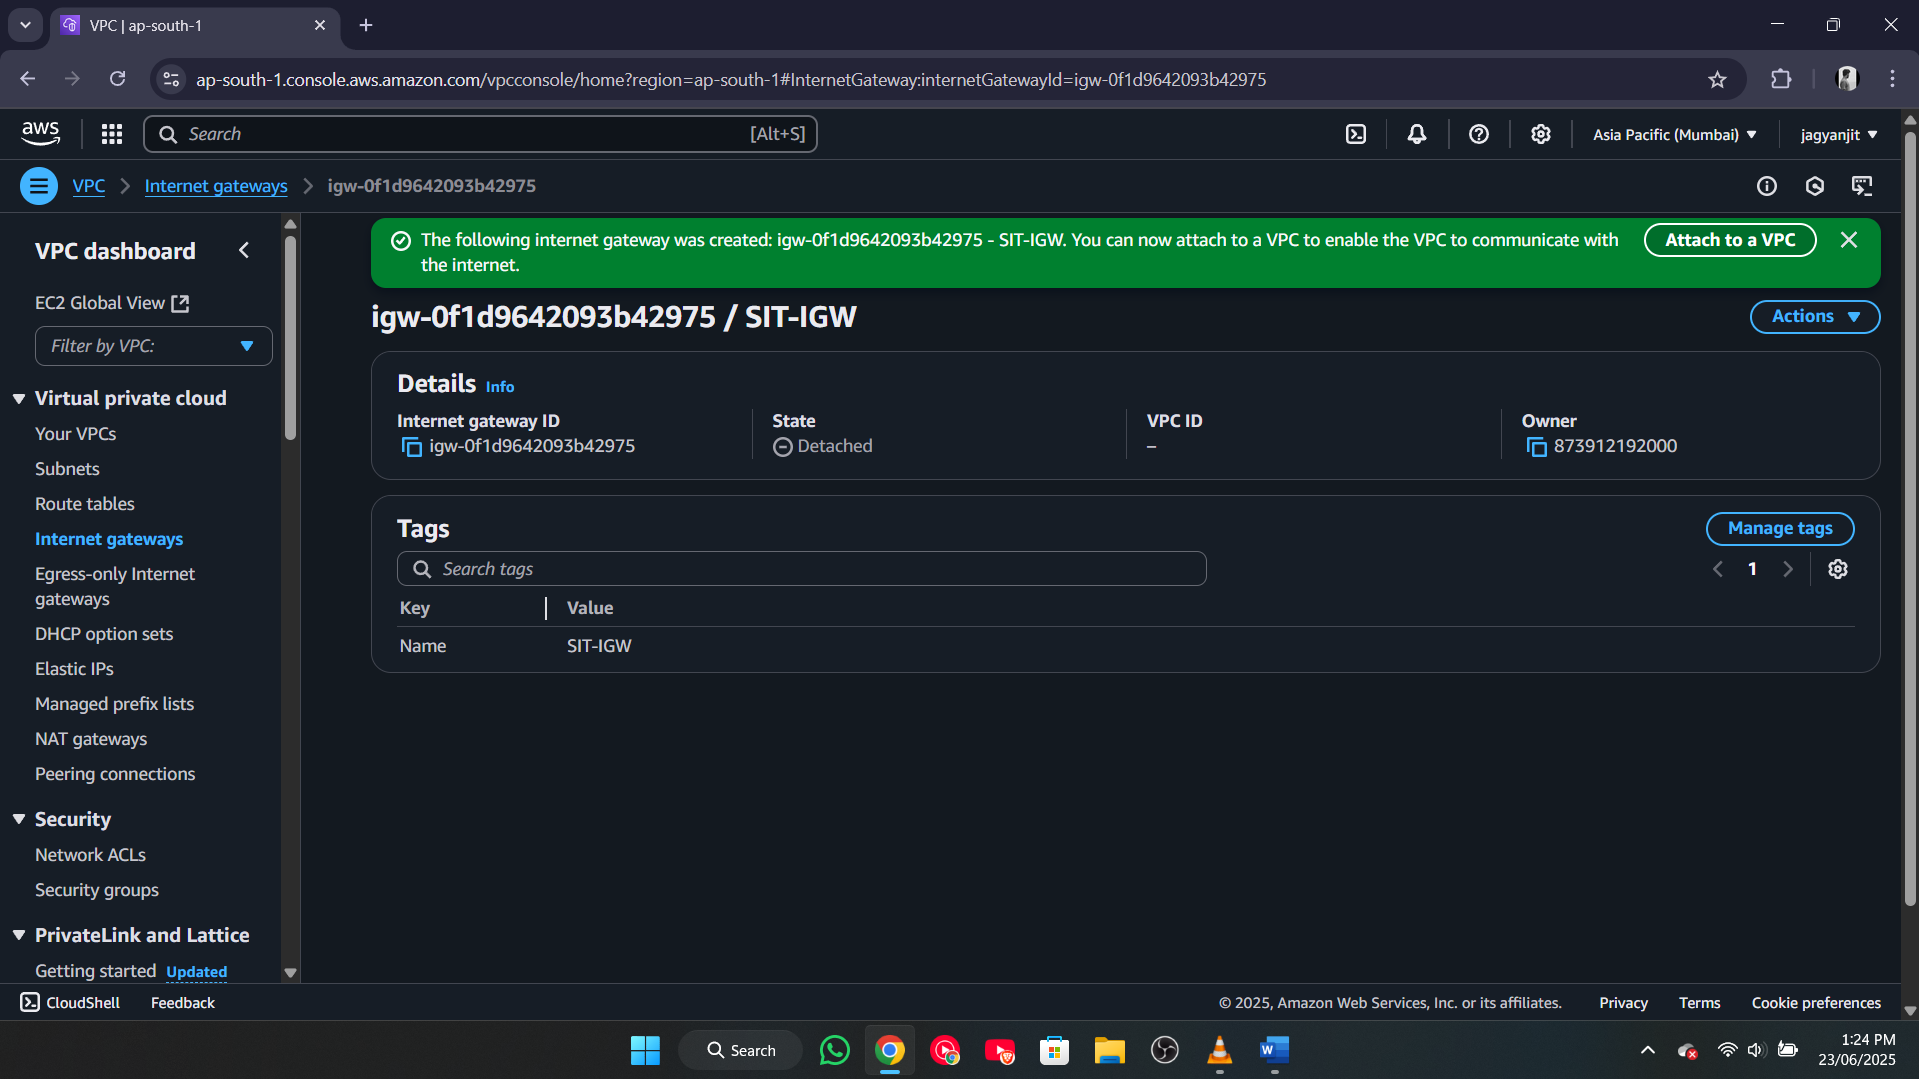 VPC | ap-south-1
ap-south-1.console.aws.amazon.com/vpcconsole/home?region=ap-south-1#InternetGateway:internetGatewayId=igw-0f1d9642093b42975
aws
Search
[Alt+S]
Asia Pacific (Mumbai)
jagyanjit
VPC
Internet gateways
igw-0f1d9642093b42975
VPC dashboard
EC2 Global View
Filter by VPC:
Virtual private cloud
Your VPCs
Subnets
Route tables
Internet gateways
Egress-only Internet
gateways
DHCP option sets
Elastic IPs
Managed prefix lists
NAT gateways
Peering connections
Security
Network ACLs
Security groups
PrivateLink and Lattice
Getting started Updated
The following internet gateway was created: igw-0f1d9642093b42975 - SIT-IGW. You can now attach to a VPC to enable the VPC to communicate with
the internet.
Attach to a VPC
igw-0f1d9642093b42975 / SIT-IGW
Actions
Details Info
Internet gateway ID
igw-0f1d9642093b42975
State
Detached
VPC ID
–
Owner
873912192000
Tags
Manage tags
Search tags
1
Key
Value
Name
SIT-IGW
CloudShell
Feedback
© 2025, Amazon Web Services, Inc. or its affiliates.
Privacy
Terms
Cookie preferences
Search
1:24 PM
23/06/2025